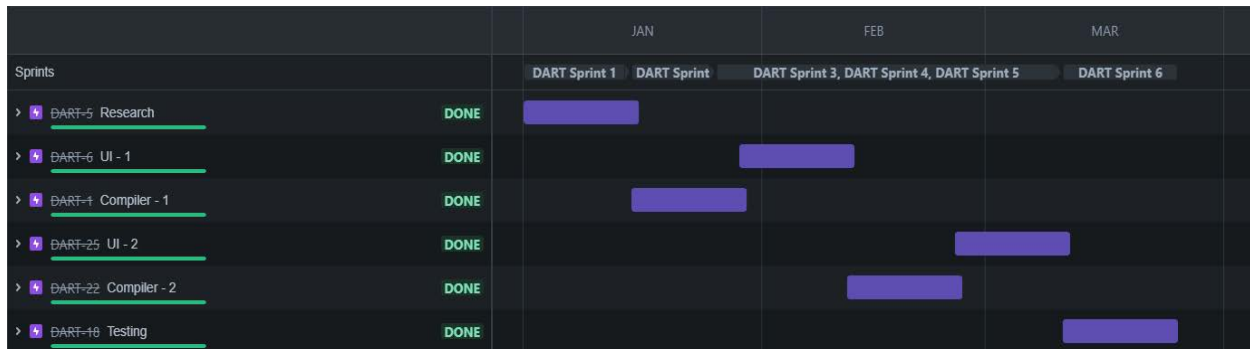 JAN FEB MAR
Sprints DART Sprint 1 DART Sprint DART Sprint 3, DART Sprint 4, DART Sprint 5 DART Sprint 6
DART-5 Research DONE
DART-6 UI - 1 DONE
DART-1 Compiler - 1 DONE
DART-25 UI - 2 DONE
DART-22 Compiler - 2 DONE
DART-18 Testing DONE